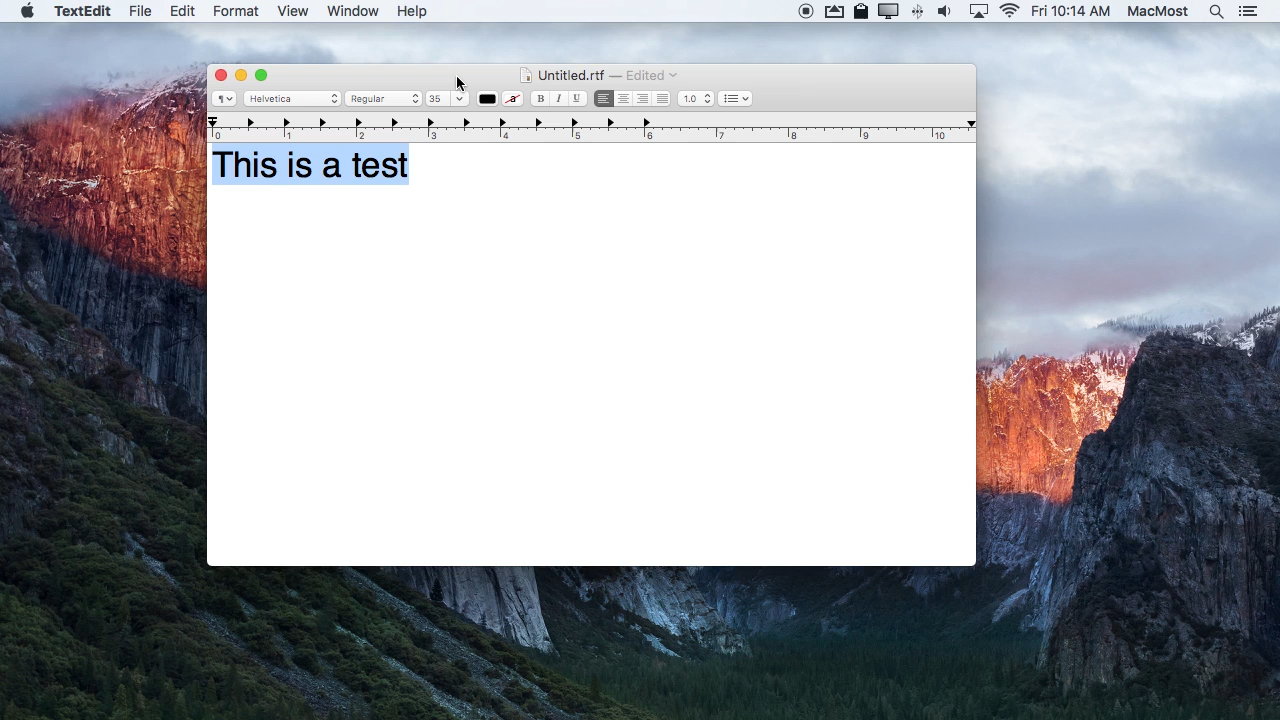 TextEdit File Edit Format View Window Help Fri 10:14 AM MacMost
Untitled.rtf — Edited
¶ Helvetica Regular 35 a B I U 1.0
0 1 2 3 4 5 6 7 8 9 10
This is a test